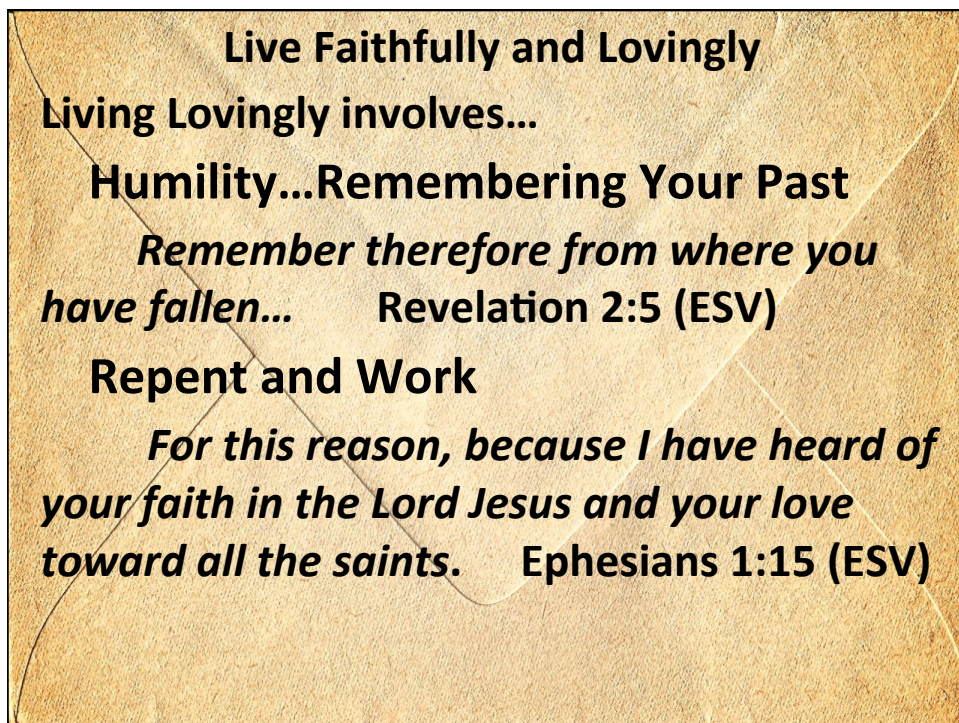 Live Faithfully and Lovingly
Living Lovingly involves…
Humility…Remembering Your Past
Remember therefore from where you
have fallen… Revelation 2:5 (ESV)
Repent and Work
For this reason, because I have heard of
your faith in the Lord Jesus and your love
toward all the saints. Ephesians 1:15 (ESV)